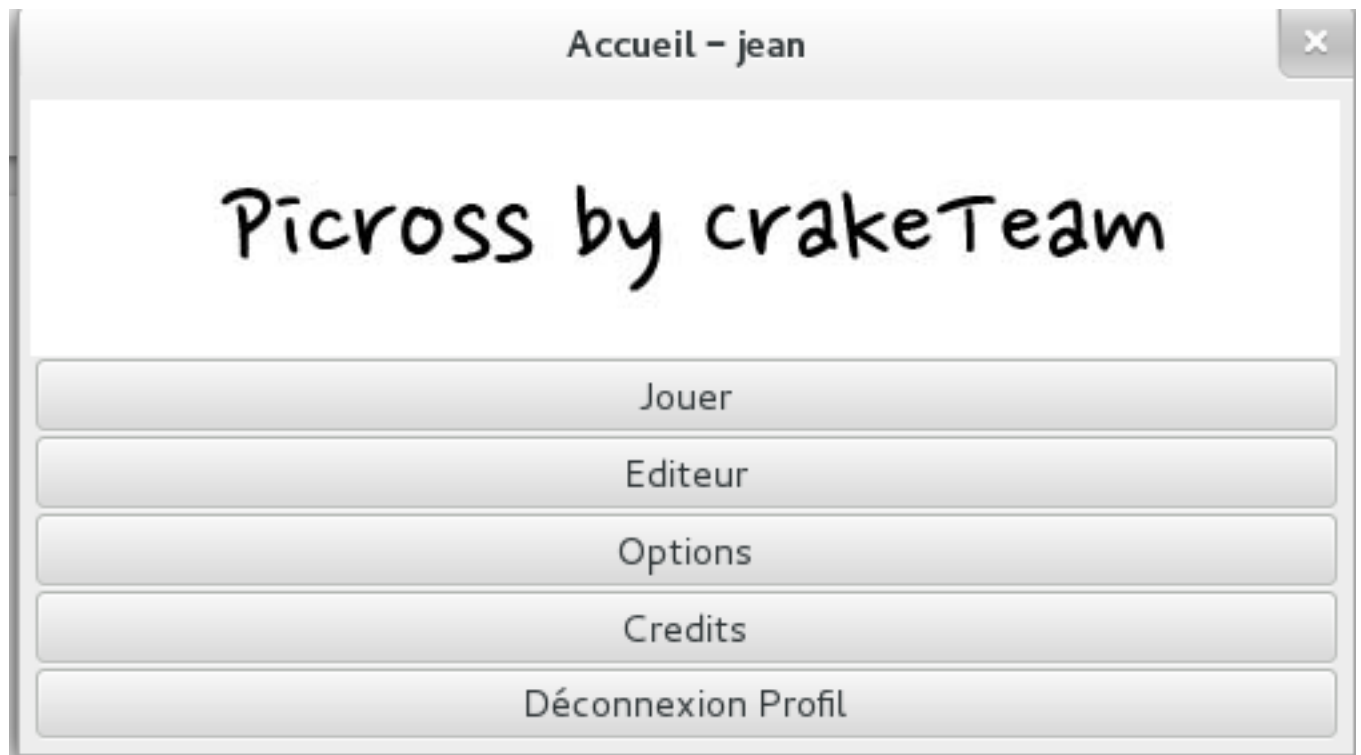 Accueil – jean
Picross by CrakeTeam
Jouer
Editeur
Options
Credits
Déconnexion Profil